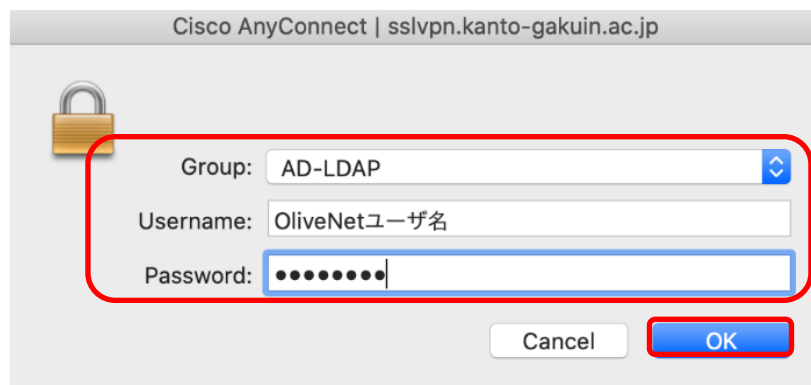 Cisco AnyConnect | sslvpn.kanto-gakuin.ac.jp
Group: AD-LDAP
Username: OliveNetユーザ名
Password: ••••••••
Cancel OK